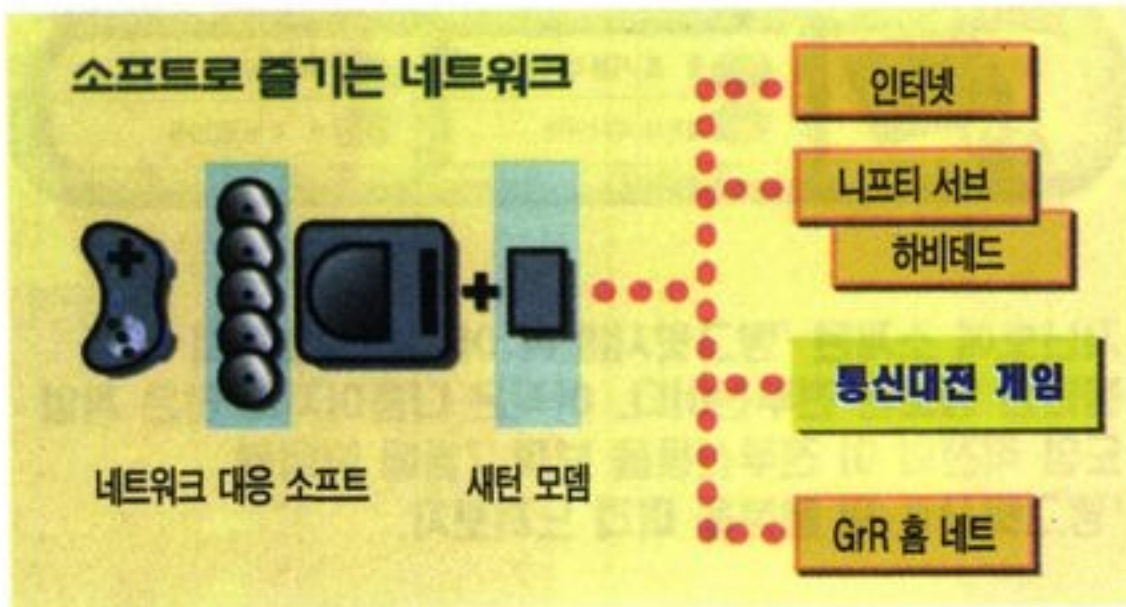 소프트로 즐기는 네트워크
인터넷
니프티 서브
하비테드
통신대전 게임
GrR 홈 네트
네트워크 대응 소프트
새턴 모뎀